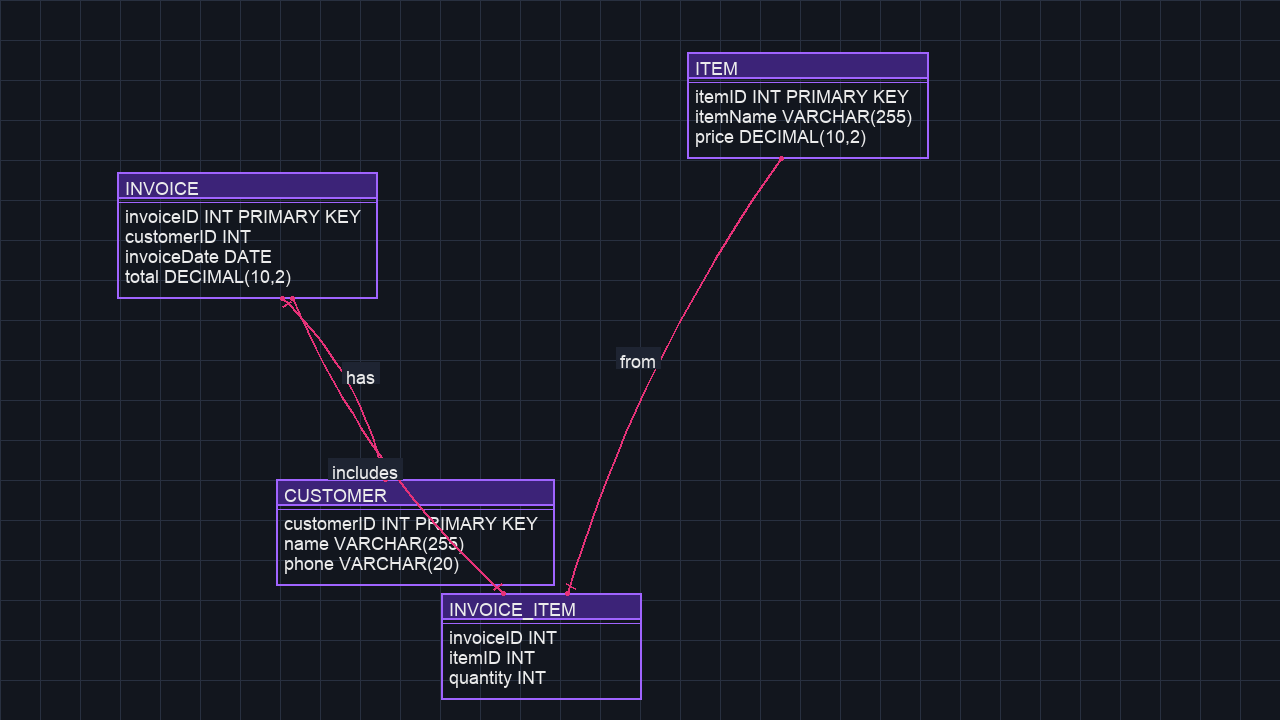 ITEM
itemID INT PRIMARY KEY
itemName VARCHAR(255)
price DECIMAL(10,2)
INVOICE
invoiceID INT PRIMARY KEY
customerID INT
invoiceDate DATE
total DECIMAL(10,2)
from
has
includes
CUSTOMER
customerID INT PRIMARY KEY
name VARCHAR(255)
phone VARCHAR(20)
INVOICE_ITEM
invoiceID INT
itemID INT
quantity INT